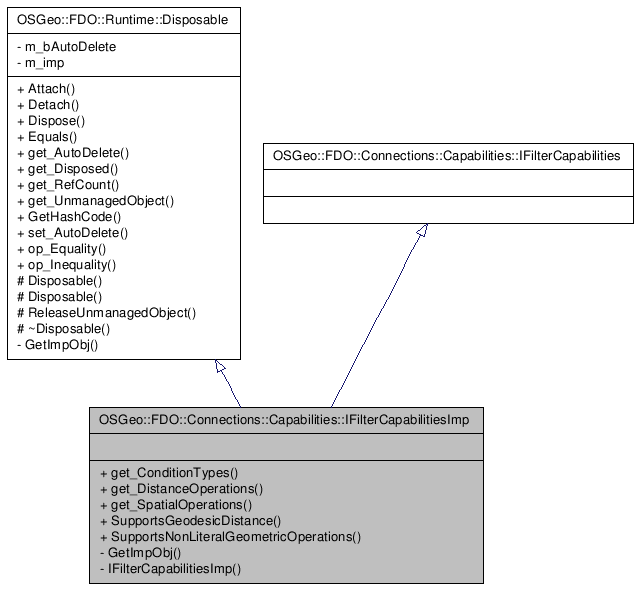 OSGeo::FDO::Runtime::Disposable
- m_bAutoDelete
- m_imp
+ Attach()
+ Detach()
+ Dispose()
+ Equals()
+ get_AutoDelete()
+ get_Disposed()
+ get_RefCount()
+ get_UnmanagedObject()
+ GetHashCode()
+ set_AutoDelete()
+ op_Equality()
+ op_Inequality()
# Disposable()
# Disposable()
# ReleaseUnmanagedObject()
# ~Disposable()
- GetImpObj()
OSGeo::FDO::Connections::Capabilities::IFilterCapabilities
OSGeo::FDO::Connections::Capabilities::IFilterCapabilitiesImp
+ get_ConditionTypes()
+ get_DistanceOperations()
+ get_SpatialOperations()
+ SupportsGeodesicDistance()
+ SupportsNonLiteralGeometricOperations()
- GetImpObj()
- IFilterCapabilitiesImp()